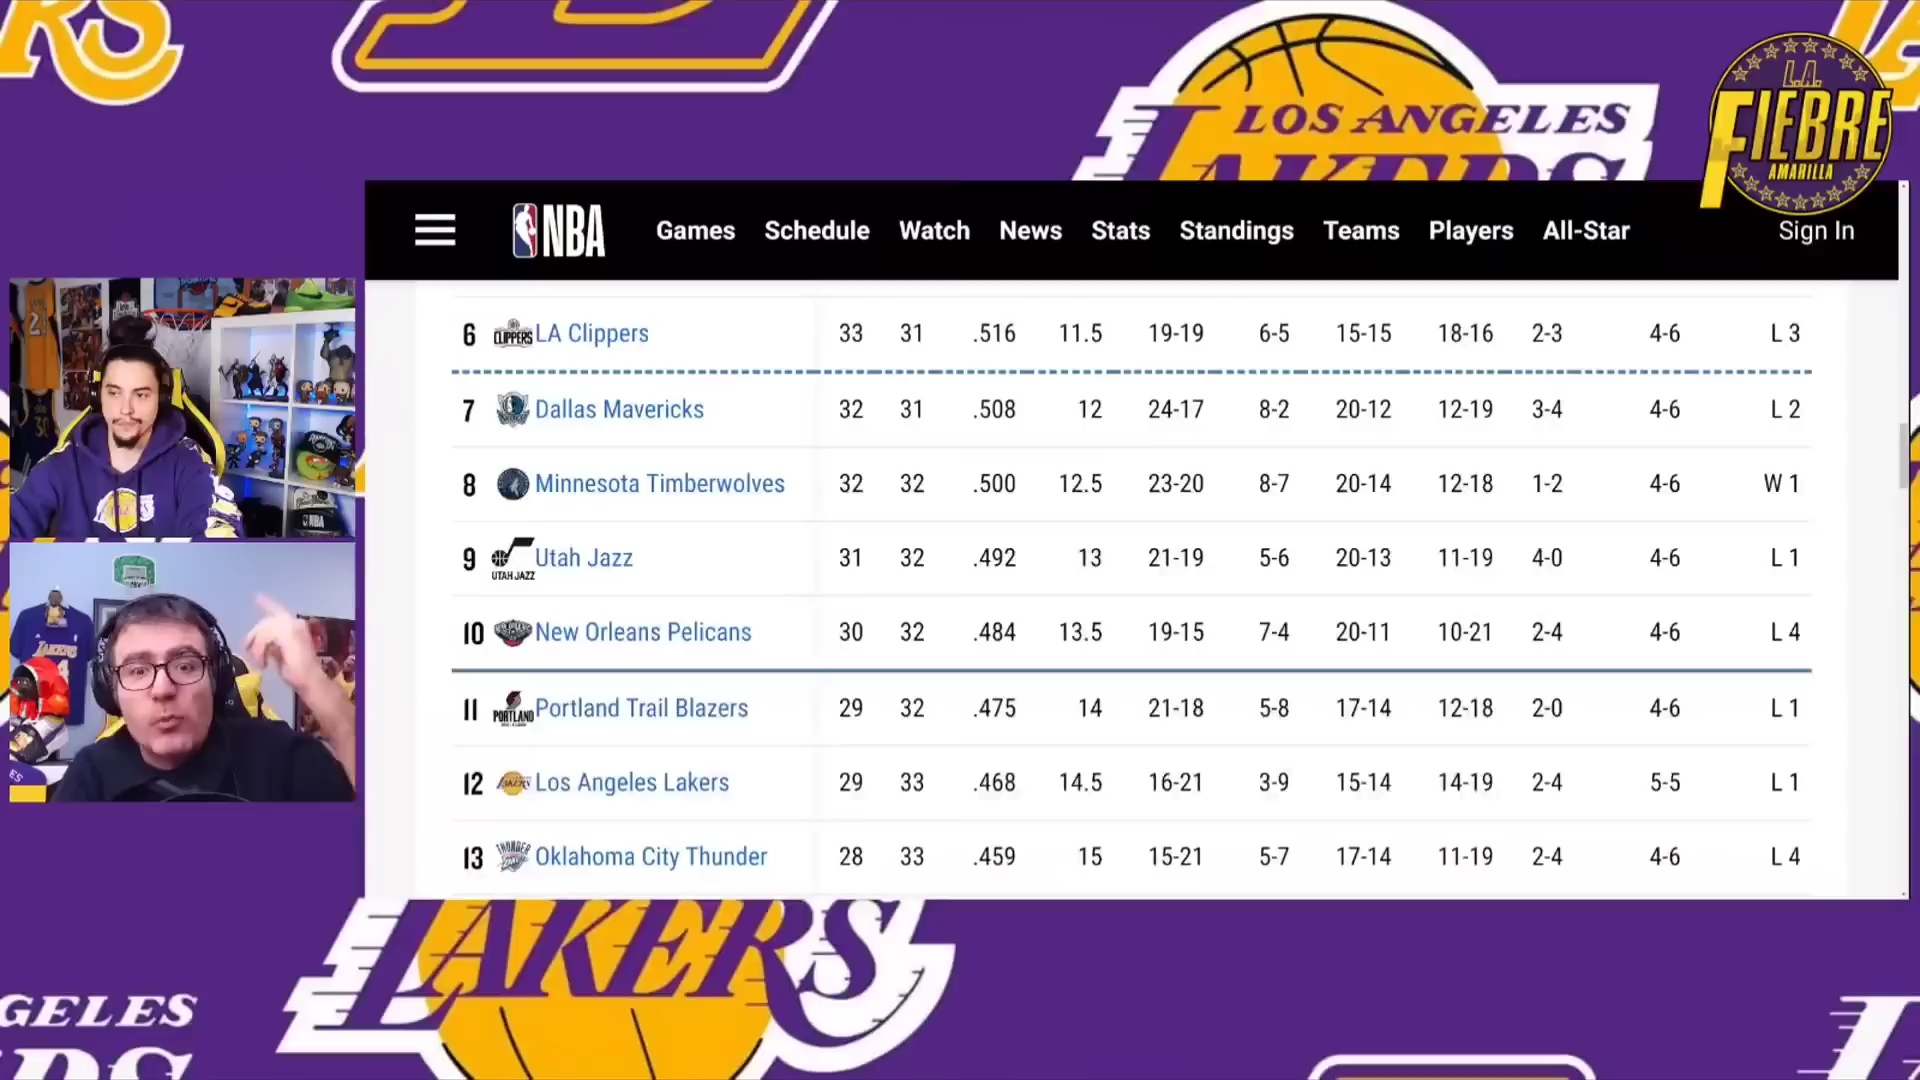 RS
LOS ANGELES
LAKERS
L.A.
FIEBRE
AMARILLA
NBA Games Schedule Watch News Stats Standings Teams Players All-Star Sign In
6 CLIPPERS LA Clippers 33 31 .516 11.5 19-19 6-5 15-15 18-16 2-3 4-6 L 3
7 Dallas Mavericks 32 31 .508 12 24-17 8-2 20-12 12-19 3-4 4-6 L 2
8 Minnesota Timberwolves 32 32 .500 12.5 23-20 8-7 20-14 12-18 1-2 4-6 W 1
9 UTAH JAZZ Utah Jazz 31 32 .492 13 21-19 5-6 20-13 11-19 4-0 4-6 L 1
10 New Orleans Pelicans 30 32 .484 13.5 19-15 7-4 20-11 10-21 2-4 4-6 L 4
11 PORTLAND Portland Trail Blazers 29 32 .475 14 21-18 5-8 17-14 12-18 2-0 4-6 L 1
12 LAKERS Los Angeles Lakers 29 33 .468 14.5 16-21 3-9 15-14 14-19 2-4 5-5 L 1
13 THUNDER Oklahoma City Thunder 28 33 .459 15 15-21 5-7 17-14 11-19 2-4 4-6 L 4
NBA
LAKERS
LAKERS
GELES